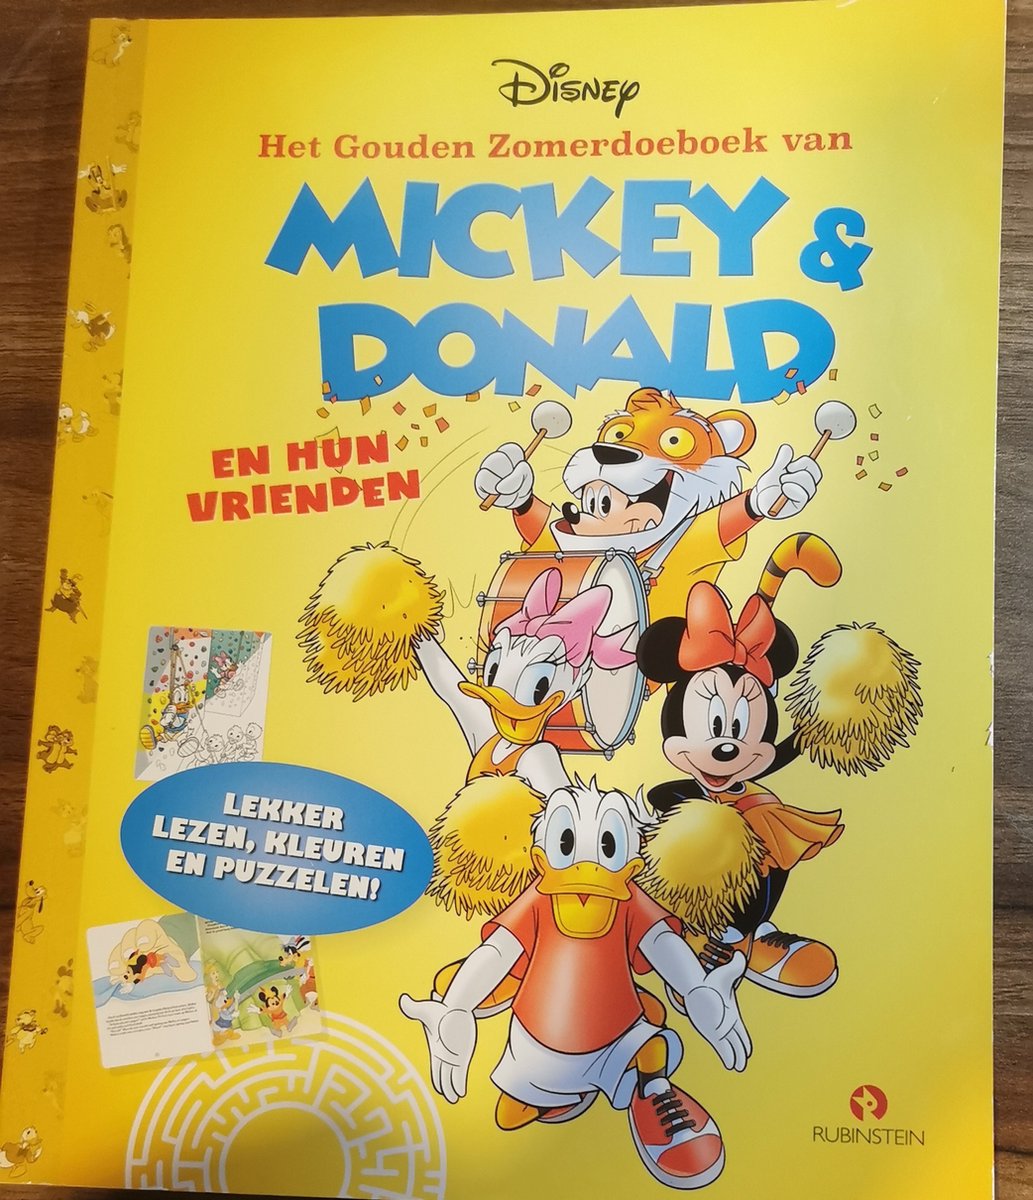 Disney
Het Gouden Zomerdoeboek van
MICKEY &
DONALD
EN HUN
VRIENDEN
LEKKER
LEZEN, KLEUREN
EN PUZZELEN!
RUBINSTEIN